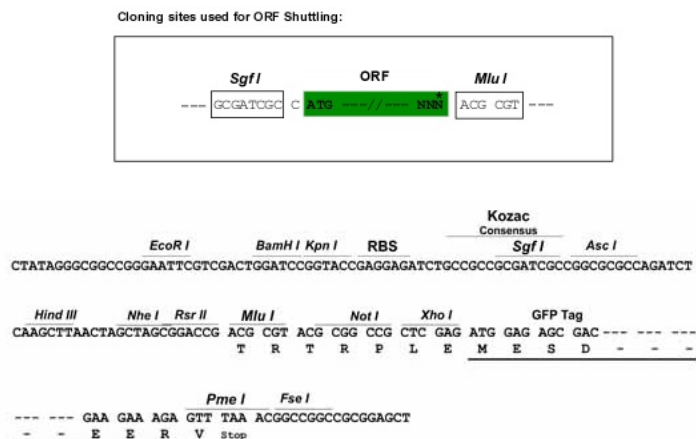 Cloning sites used for ORF Shuttling:
Sgf I ORF Mlu I
--- GCGATCGC C ATG ---//--- NNN* ACG CGT ---
Kozac
Consensus
EcoR I BamH I Kpn I RBS Sgf I Asc I
CTATAGGGCGGCCGGGAATTCGTCGACTGGATCCGGTACCGAGGAGATCTGCCGCCGCGATCGCCGGCGCGCCAGATCT
Hind III Nhe I Rsr II Mlu I Not I Xho I GFP Tag
CAAGCTTAACTAGCTAGCGGACCG ACG CGT ACG CGG CCG CTC GAG ATG GAG AGC GAC--- --- ---
T R T R P L E M E S D - - -
Pme I Fse I
--- --- GAA GAA AGA GTT TAA ACGGCCGGCCGCGGAGCT
- - E E R V Stop